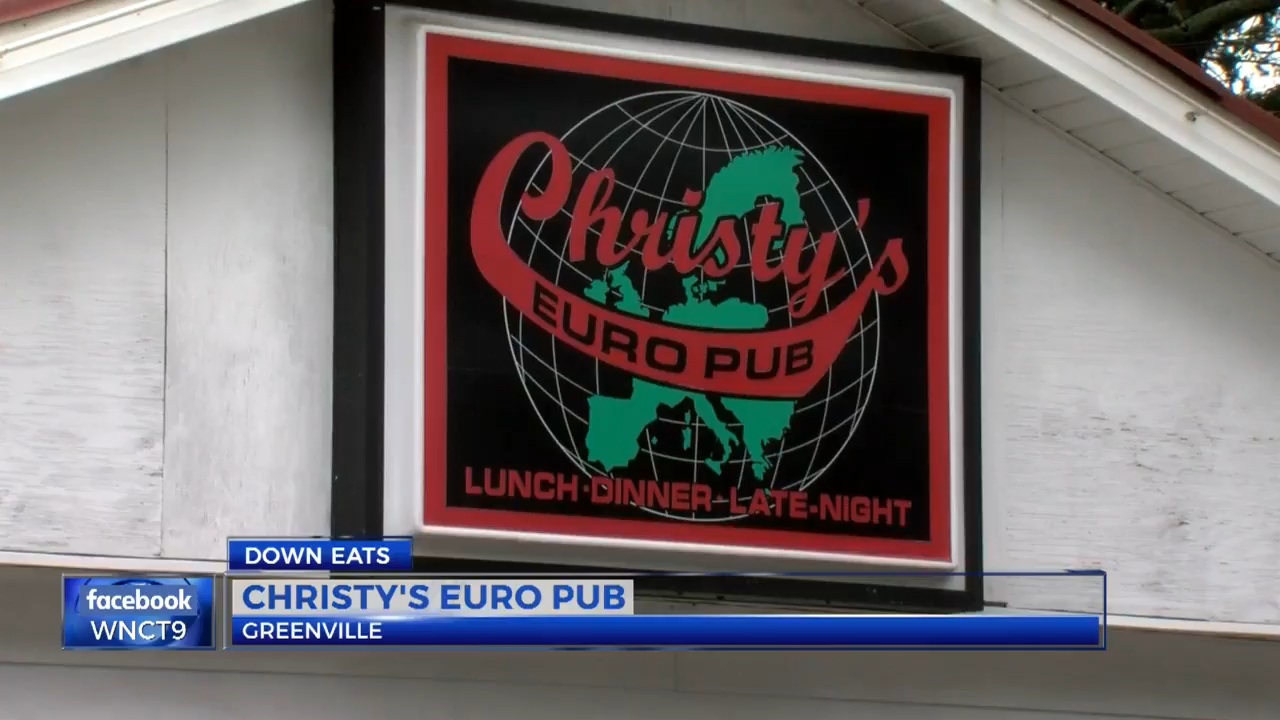 Christy's
EURO PUB
LUNCH·DINNER·LATE-NIGHT
DOWN EATS
facebook
WNCT9
CHRISTY'S EURO PUB
GREENVILLE